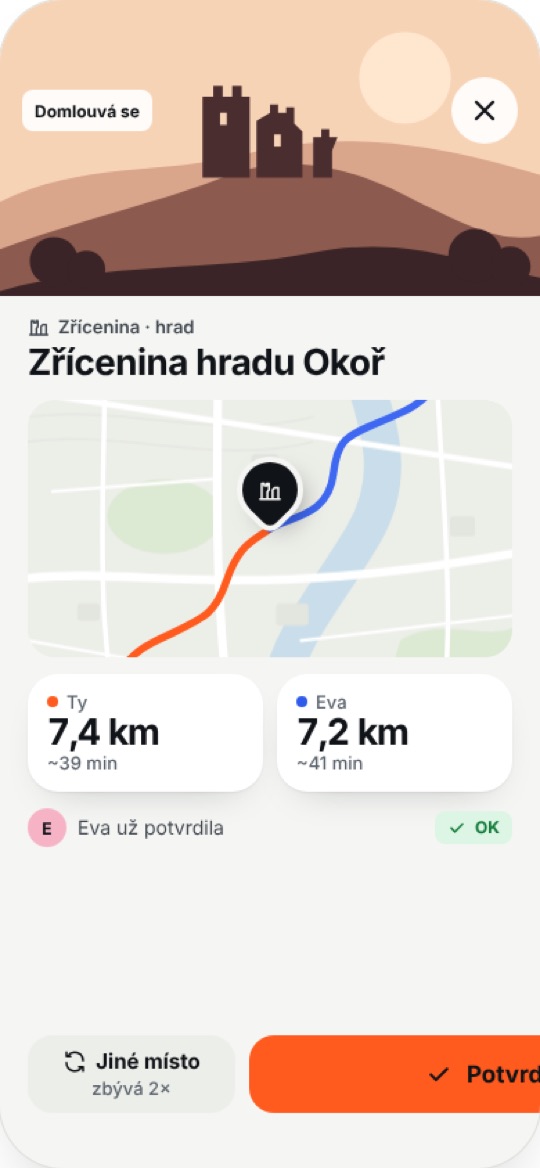 Domlouvá se
Zřícenina · hrad
Zřícenina hradu Okoř
Ty
7,4 km
~39 min
Eva
7,2 km
~41 min
E
Eva už potvrdila
OK
Jiné místo
zbývá 2×
Potvrd